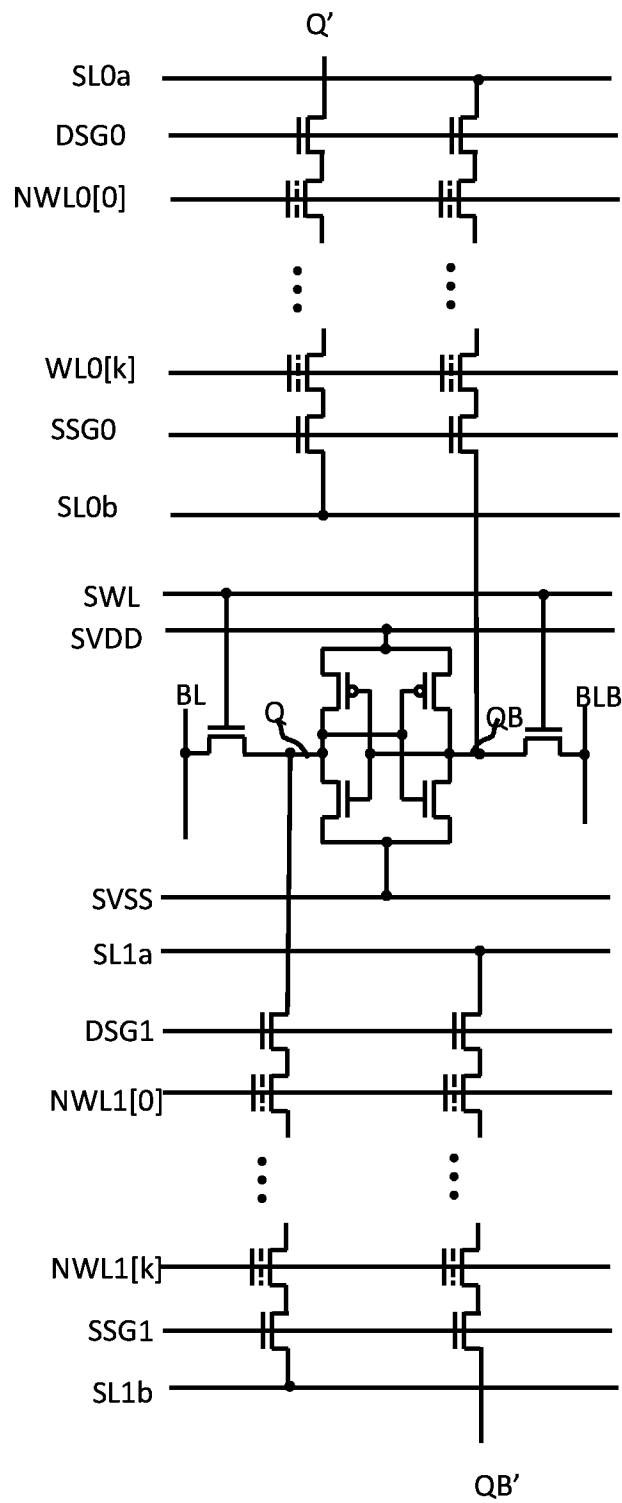 Q’
SL0a
DSG0
NWL0[0]
WL0[k]
SSG0
SL0b
SWL
SVDD
BL
Q
QB
BLB
SVSS
SL1a
DSG1
NWL1[0]
NWL1[k]
SSG1
SL1b
QB’